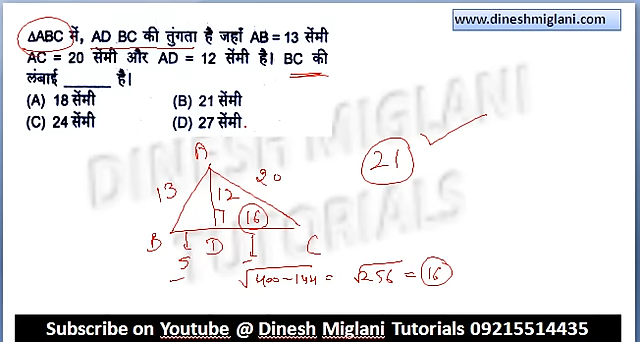 www.dineshmiglani.com
ΔABC में, AD BC की तुंगता है जहाँ AB = 13 सेंमी
AC = 20 सेंमी और AD = 12 सेंमी है। BC की
लंबाई ______ है।
(A) 18 सेंमी (B) 21 सेंमी
(C) 24 सेंमी (D) 27 सेंमी.
DINESH MIGLANI
TUTORIALS
21
A
13 12 20
16
B D C
5
√400-144 = √256 = 16
Subscribe on Youtube @ Dinesh Miglani Tutorials 09215514435